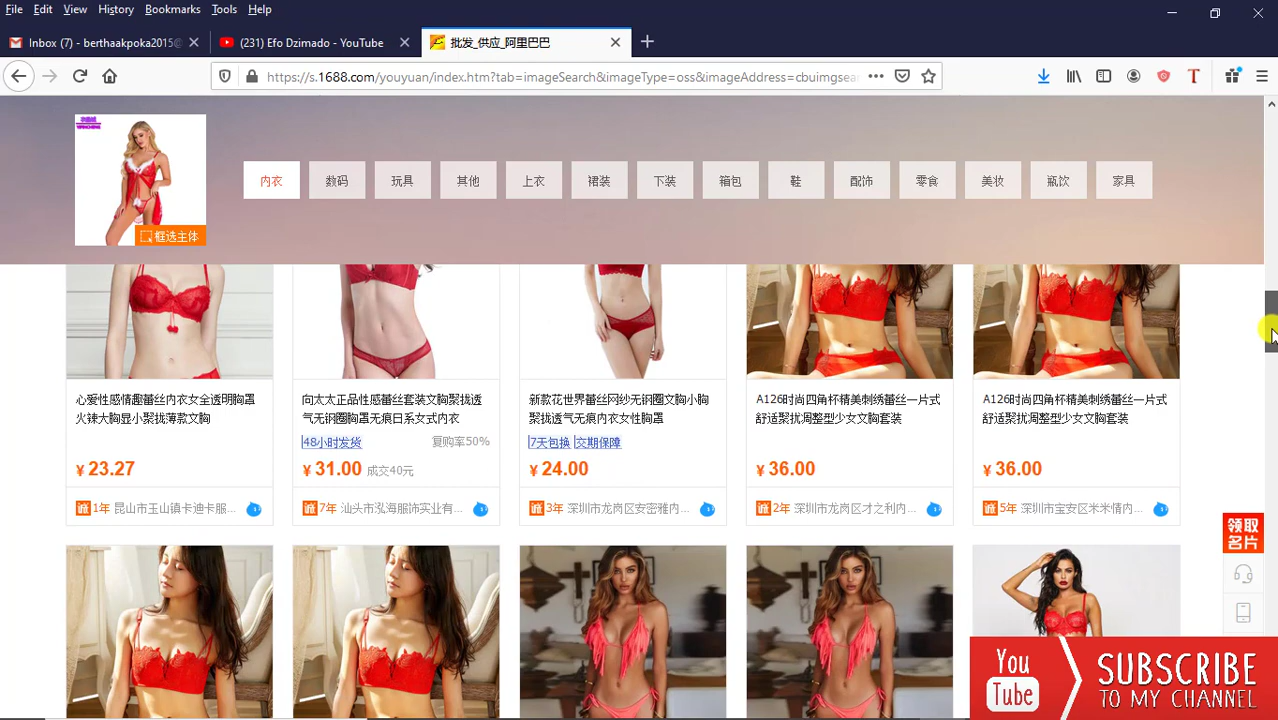 File Edit View History Bookmarks Tools Help
Inbox (7) - berthaakpoka2015@
(231) Efo Dzimado - YouTube
批发_供应_阿里巴巴
https://s.1688.com/youyuan/index.htm?tab=imageSearch&imageType=oss&imageAddress=cbuimgsear
框选主体
内衣 数码 玩具 其他 上衣 裙装 下装 箱包 鞋 配饰 零食 美妆 瓶饮 家具
心爱性感情趣蕾丝内衣女全透明胸罩
火辣大胸显小聚拢薄款文胸
¥ 23.27
1年 昆山市玉山镇卡迪卡服...
向太太正品性感蕾丝套装文胸聚拢透
气无钢圈胸罩无痕日系女式内衣
48小时发货 复购率50%
¥ 31.00 成交40元
7年 汕头市泓海服饰实业有...
新款花世界蕾丝网纱无钢圈文胸小胸
聚拢透气无痕内衣女性胸罩
7天包换 交期保障
¥ 24.00
3年 深圳市龙岗区安密雅内...
A126时尚四角杯精美刺绣蕾丝一片式
舒适聚拢调整型少女文胸套装
¥ 36.00
2年 深圳市龙岗区才之利内...
A126时尚四角杯精美刺绣蕾丝一片式
舒适聚拢调整型少女文胸套装
¥ 36.00
5年 深圳市宝安区米米情内...
领取
名片
You
Tube
SUBSCRIBE
TO MY CHANNEL